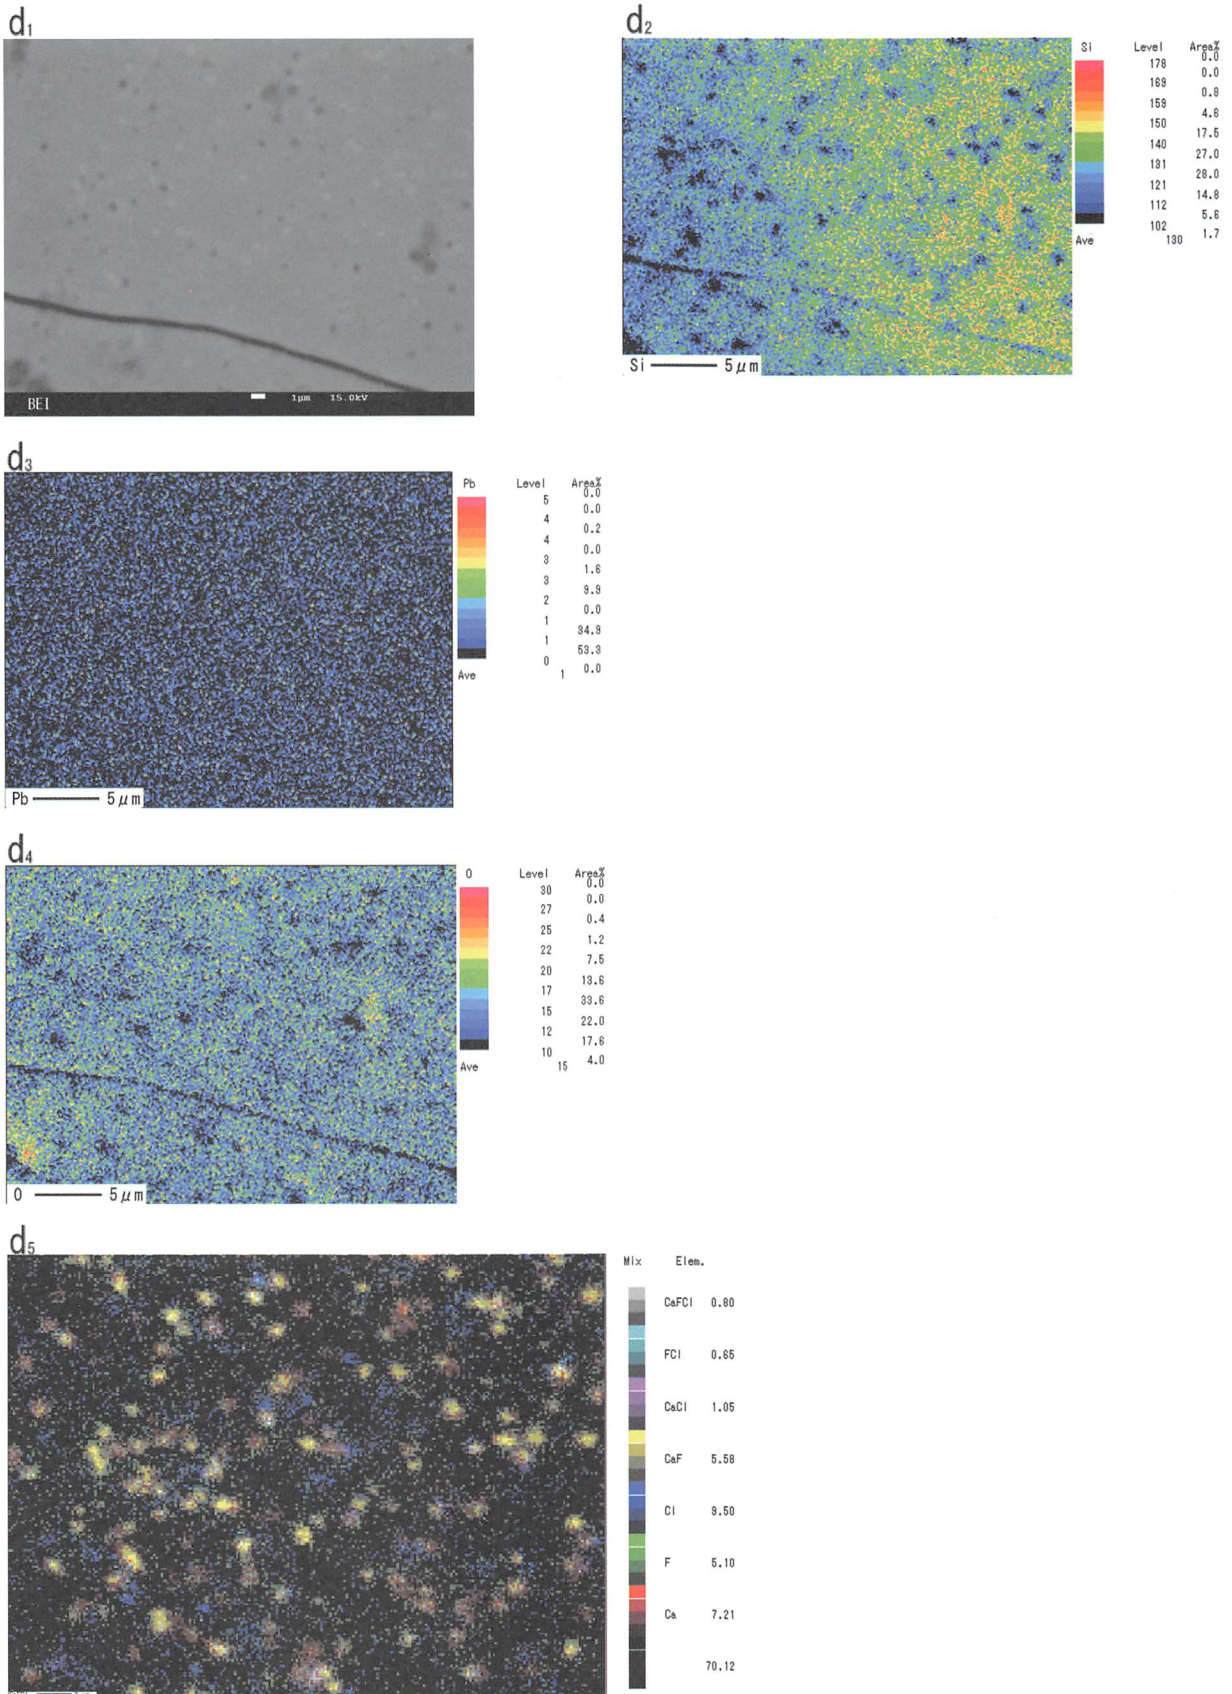 d1
d2
BEI 1μm 15.0kV
Si Level Area%
0.0
178
0.0
169
0.8
159
4.6
150
17.5
140
27.0
131
28.0
121
14.8
112
5.6
102
1.7
Ave 130
Si 5μm
d3
Pb Level Area%
0.0
5
0.0
4
0.2
4
0.0
3
1.6
3
9.9
2
0.0
1
34.9
1
53.3
0
0.0
Ave 1
Pb 5μm
d4
O Level Area%
0.0
30
0.0
27
0.4
25
1.2
22
7.5
20
13.6
17
33.6
15
22.0
12
17.6
10
4.0
Ave 15
O 5μm
d5
Mix Elem.
CaFCl 0.80
FCl 0.65
CaCl 1.05
CaF 5.58
Cl 9.50
F 5.10
Ca 7.21
70.12